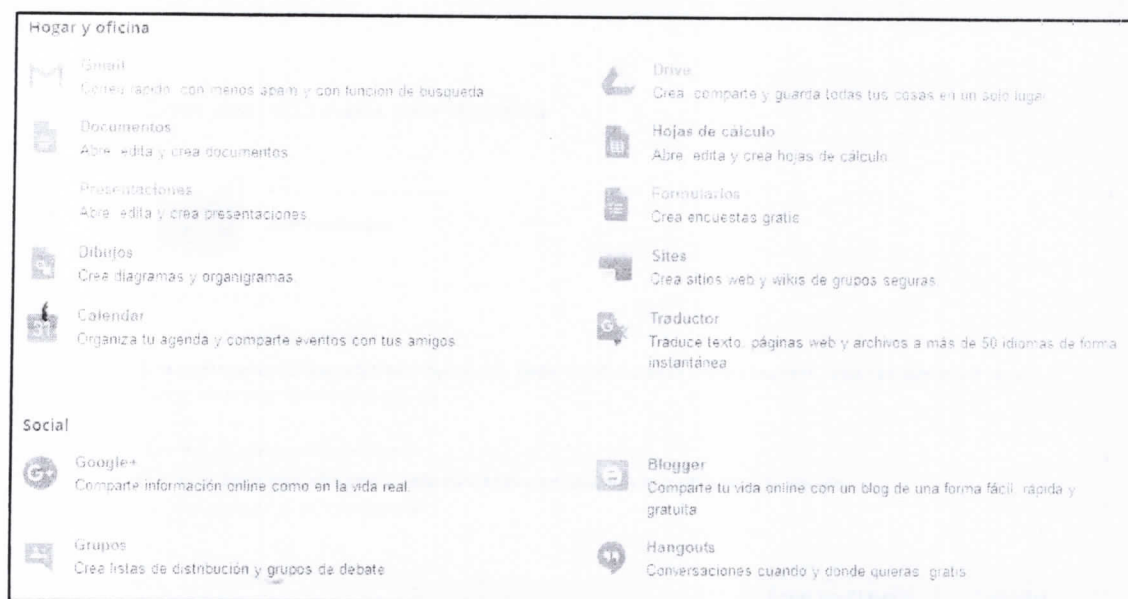 Hogar y oficina
Gmail
Correo rápido, con menos spam y con función de búsqueda
Drive
Crea, comparte y guarda todas tus cosas en un solo lugar
Documentos
Abre, edita y crea documentos
Hojas de cálculo
Abre, edita y crea hojas de cálculo
Presentaciones
Abre, edita y crea presentaciones
Formularios
Crea encuestas gratis
Dibujos
Crea diagramas y organigramas
Sites
Crea sitios web y wikis de grupos seguras
Calendar
31
Organiza tu agenda y comparte eventos con tus amigos
Traductor
Traduce texto, páginas web y archivos a más de 50 idiomas de forma
instantánea
Social
G+
Google+
Comparte información online como en la vida real.
Blogger
Comparte tu vida online con un blog de una forma fácil, rápida y
gratuita
Grupos
Crea listas de distribución y grupos de debate
Hangouts
Conversaciones cuando y donde quieras, gratis